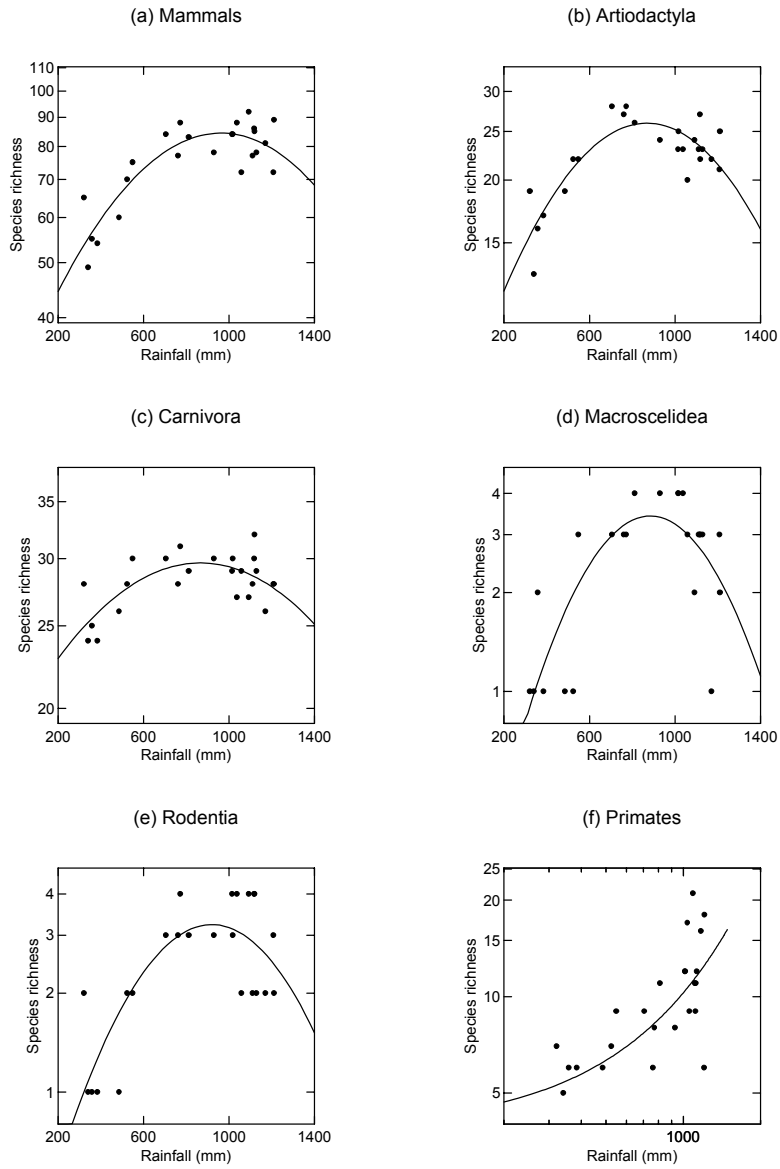 (a) Mammals
110
100
90
80
70
60
50
40
Species richness
200 600 1000 1400
Rainfall (mm)
(b) Artiodactyla
30
25
20
15
Species richness
200 600 1000 1400
Rainfall (mm)
(c) Carnivora
35
30
25
20
Species richness
200 600 1000 1400
Rainfall (mm)
(d) Macroscelidea
4
3
2
1
Species richness
200 600 1000 1400
Rainfall (mm)
(e) Rodentia
4
3
2
1
Species richness
200 600 1000 1400
Rainfall (mm)
(f) Primates
25
20
15
10
5
Species richness
1000
Rainfall (mm)